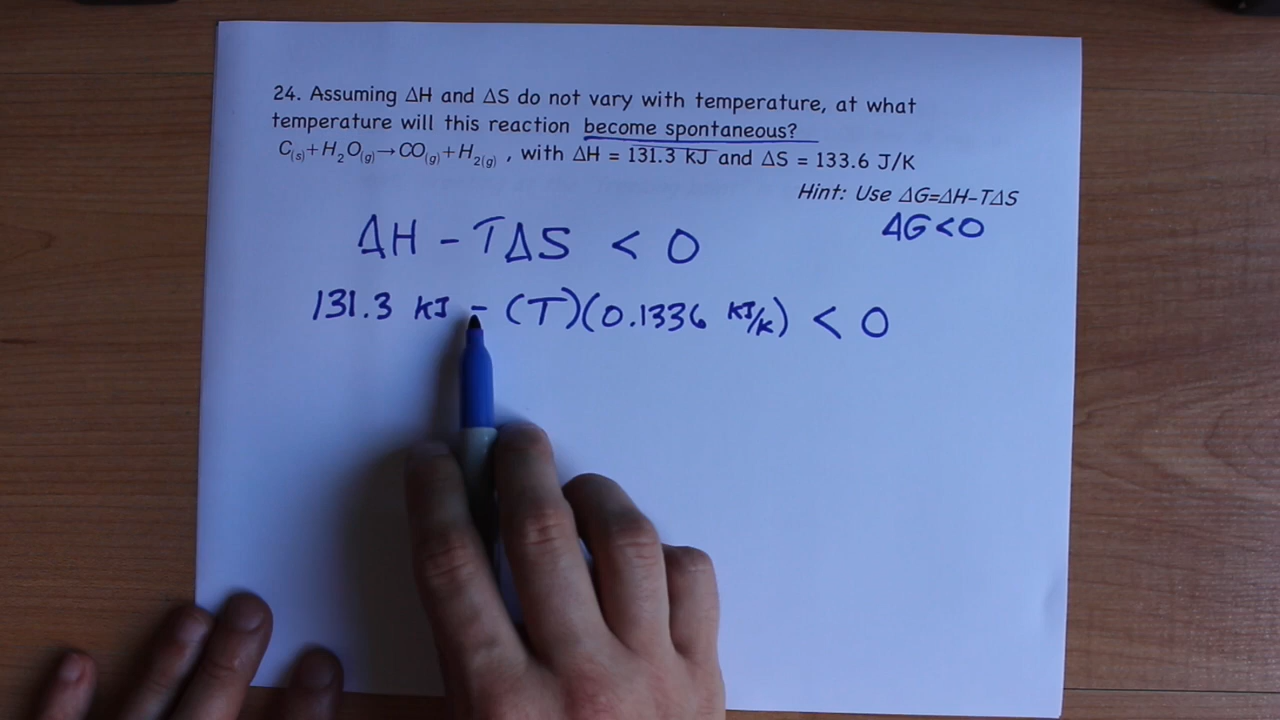 24. Assuming ΔH and ΔS do not vary with temperature, at what
temperature will this reaction become spontaneous?
C(s)+H₂O(g)→CO(g)+H₂(g) , with ΔH = 131.3 kJ and ΔS = 133.6 J/K
Hint: Use ΔG=ΔH-TΔS
ΔG<0
ΔH - TΔS < 0
131.3 kJ - (T)(0.1336 kJ/K) < 0